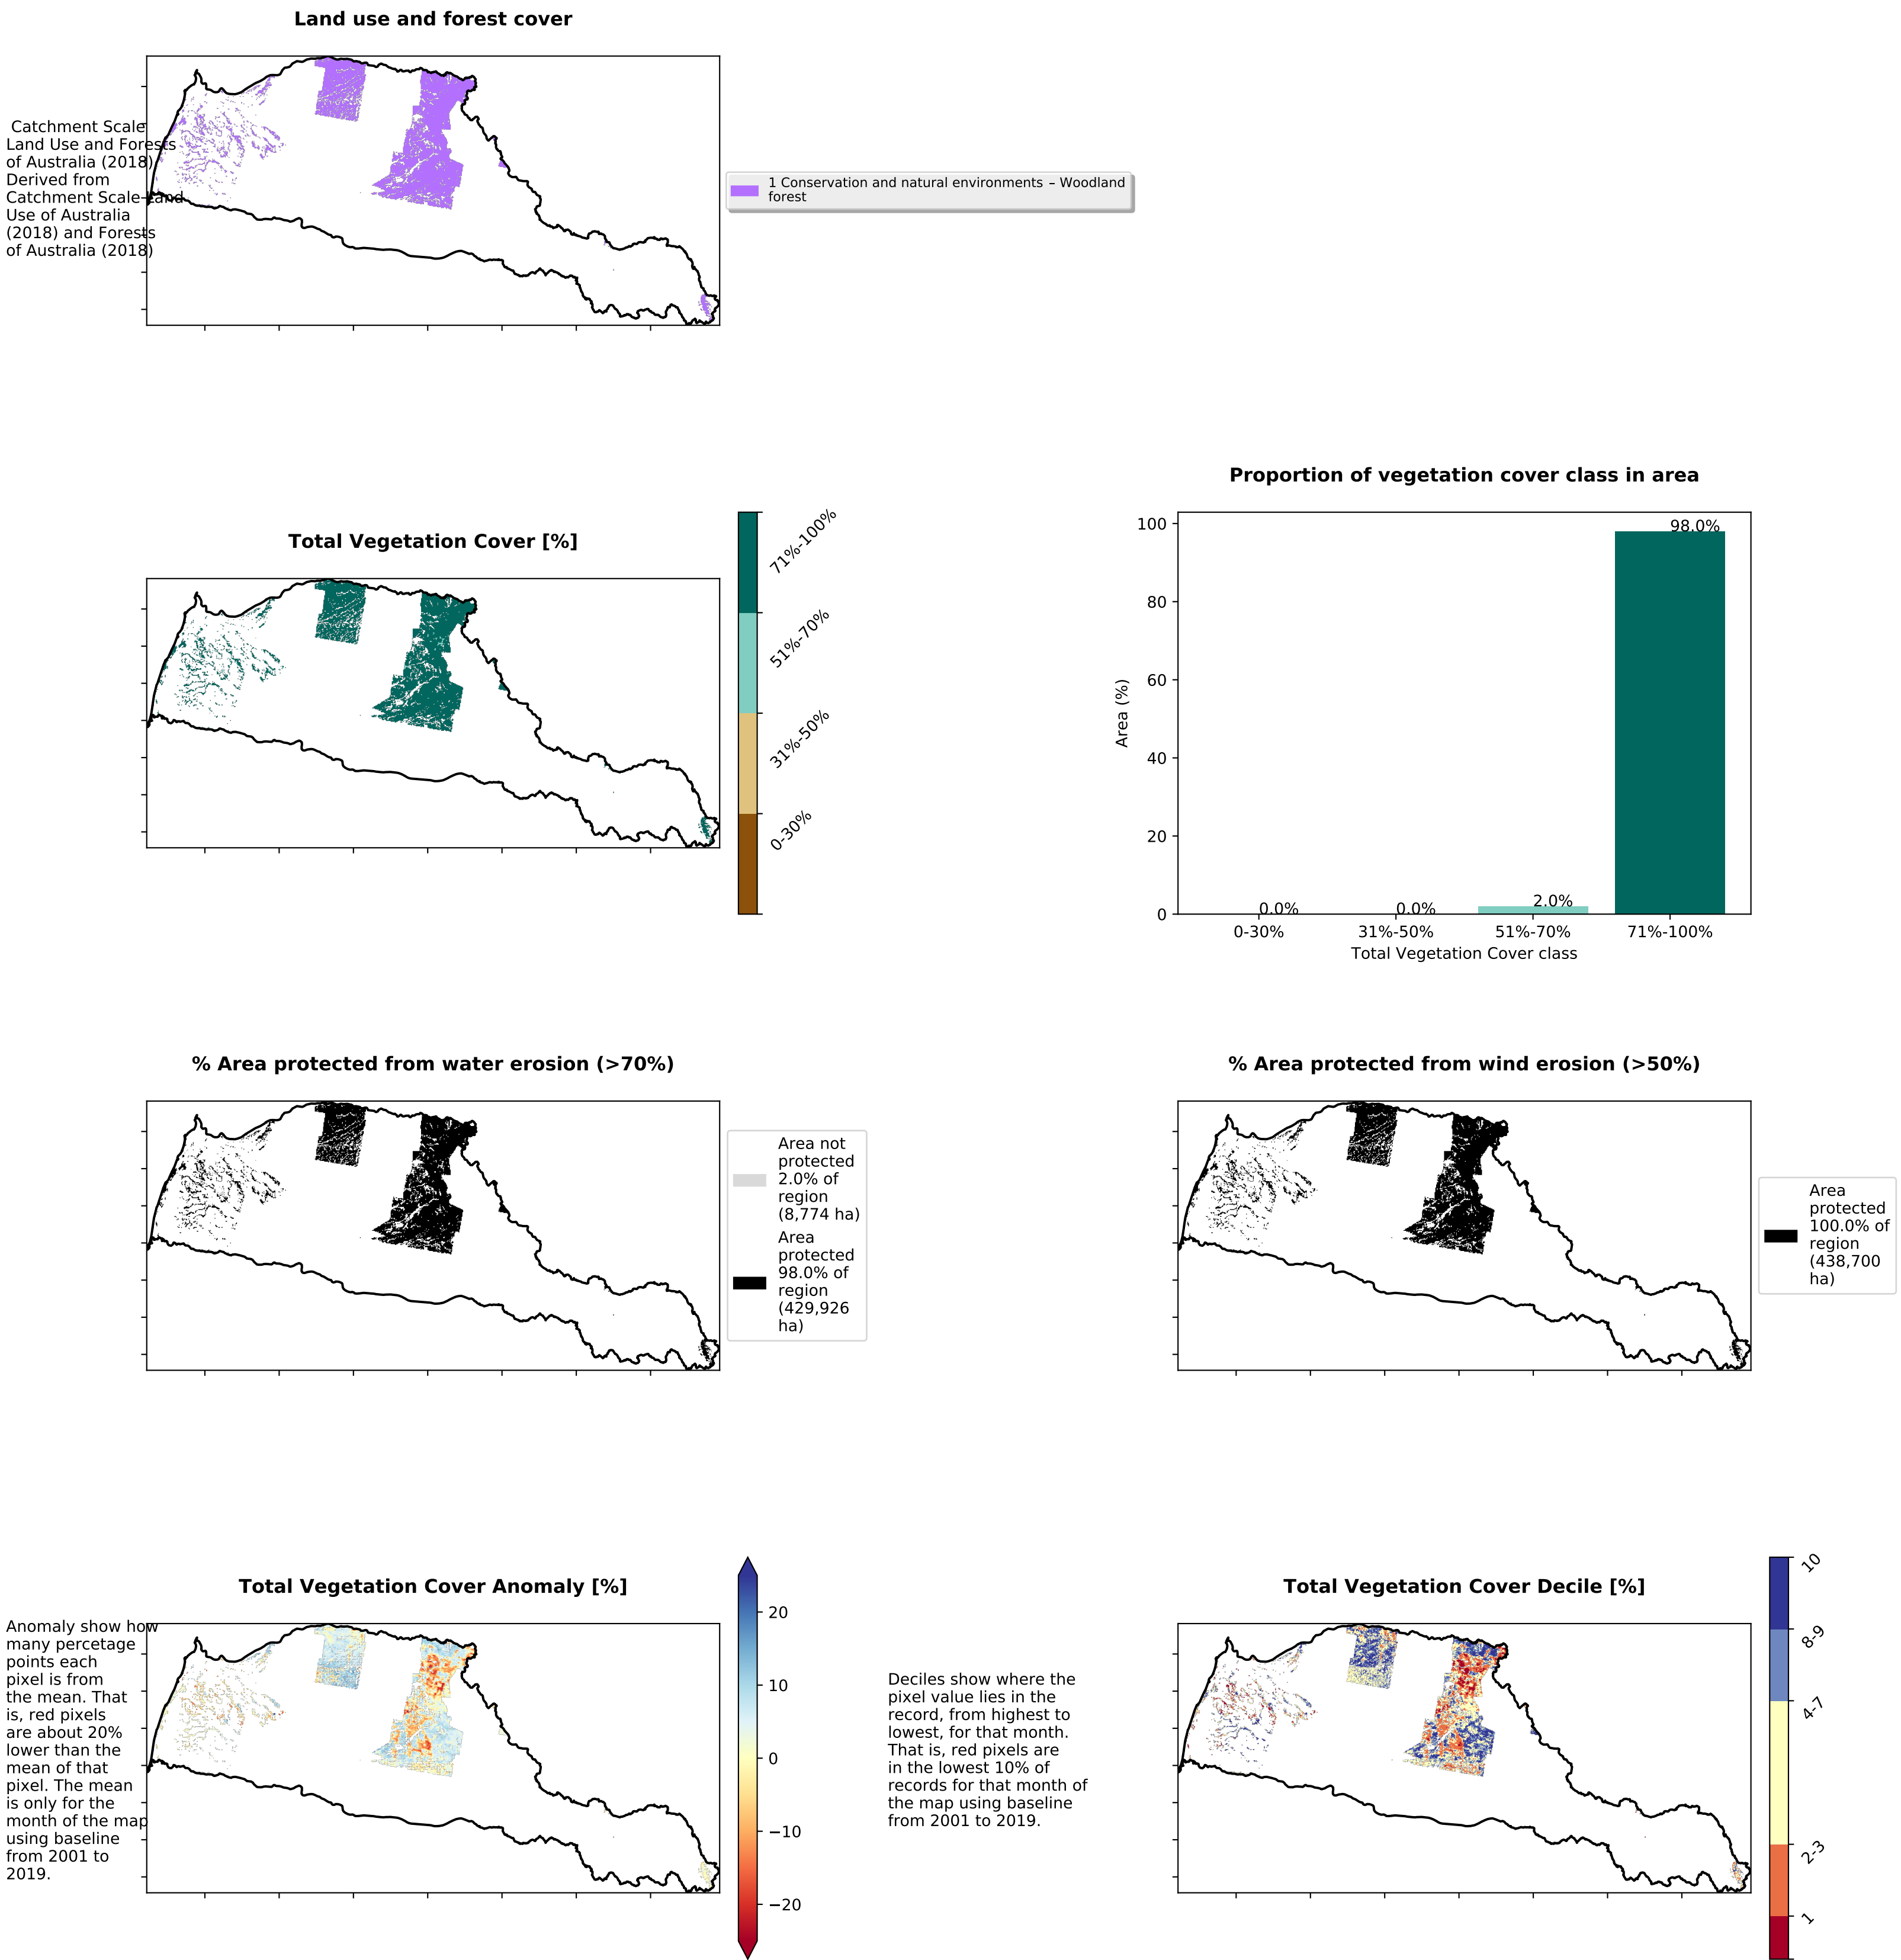 Land use and forest cover
Catchment Scale
Land Use and Forests
of Australia (2018)
Derived from
Catchment Scale Land
Use of Australia
(2018) and Forests
of Australia (2018)
1 Conservation and natural environments – Woodland
forest
Total Vegetation Cover [%]
71%-100%
51%-70%
31%-50%
0-30%
Proportion of vegetation cover class in area
100
80
60
40
20
0
Area (%)
0.0%
0.0%
2.0%
98.0%
0-30%
31%-50%
51%-70%
71%-100%
Total Vegetation Cover class
% Area protected from water erosion (>70%)
Area not
protected
2.0% of
region
(8,774 ha)
Area
protected
98.0% of
region
(429,926
ha)
% Area protected from wind erosion (>50%)
Area
protected
100.0% of
region
(438,700
ha)
Total Vegetation Cover Anomaly [%]
Anomaly show how
many percetage
points each
pixel is from
the mean. That
is, red pixels
are about 20%
lower than the
mean of that
pixel. The mean
is only for the
month of the map
using baseline
from 2001 to
2019.
20
10
0
−10
−20
Deciles show where the
pixel value lies in the
record, from highest to
lowest, for that month.
That is, red pixels are
in the lowest 10% of
records for that month of
the map using baseline
from 2001 to 2019.
Total Vegetation Cover Decile [%]
10
8-9
4-7
2-3
1